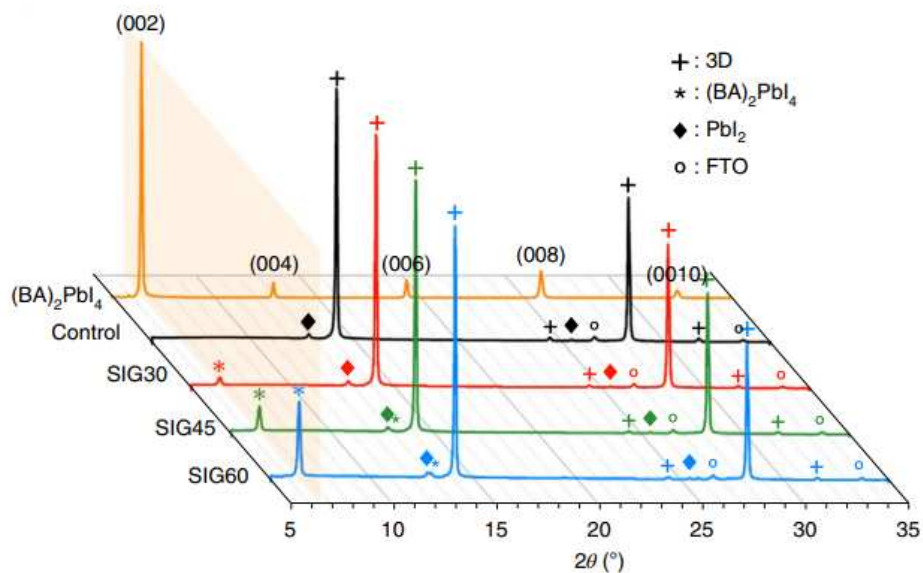 (002)
+ : 3D
* : (BA)₂PbI₄
♦ : PbI₂
o : FTO
(004)
(006)
(008)
(0010)
(BA)₂PbI₄
Control
SIG30
SIG45
SIG60
5 10 15 20 25 30 35
2θ (°)